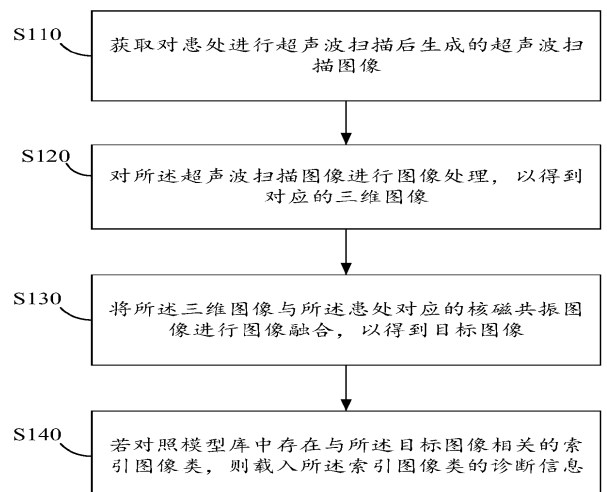 S110
获取对患处进行超声波扫描后生成的超声波扫
描图像
S120
对所述超声波扫描图像进行图像处理，以得到
对应的三维图像
S130
将所述三维图像与所述患处对应的核磁共振图
像进行图像融合，以得到目标图像
S140
若对照模型库中存在与所述目标图像相关的索
引图像类，则载入所述索引图像类的诊断信息